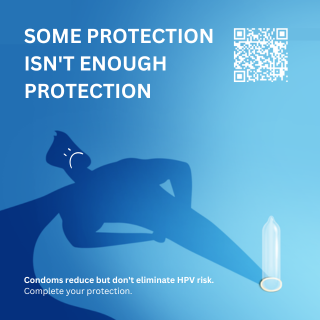 SOME PROTECTION
ISN'T ENOUGH
PROTECTION
Condoms reduce but don't eliminate HPV risk.
Complete your protection.